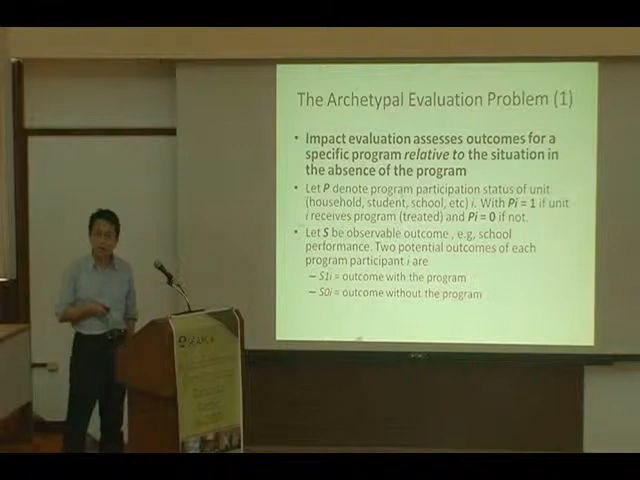 The Archetypal Evaluation Problem (1)
• Impact evaluation assesses outcomes for a
specific program relative to the situation in
the absence of the program
• Let P denote program participation status of unit
(household, student, school, etc) i. With Pi = 1 if unit
i receives program (treated) and Pi = 0 if not.
• Let S be observable outcome , e.g, school
performance. Two potential outcomes of each
program participant i are
– S1i = outcome with the program
– S0i = outcome without the program
SEARCA